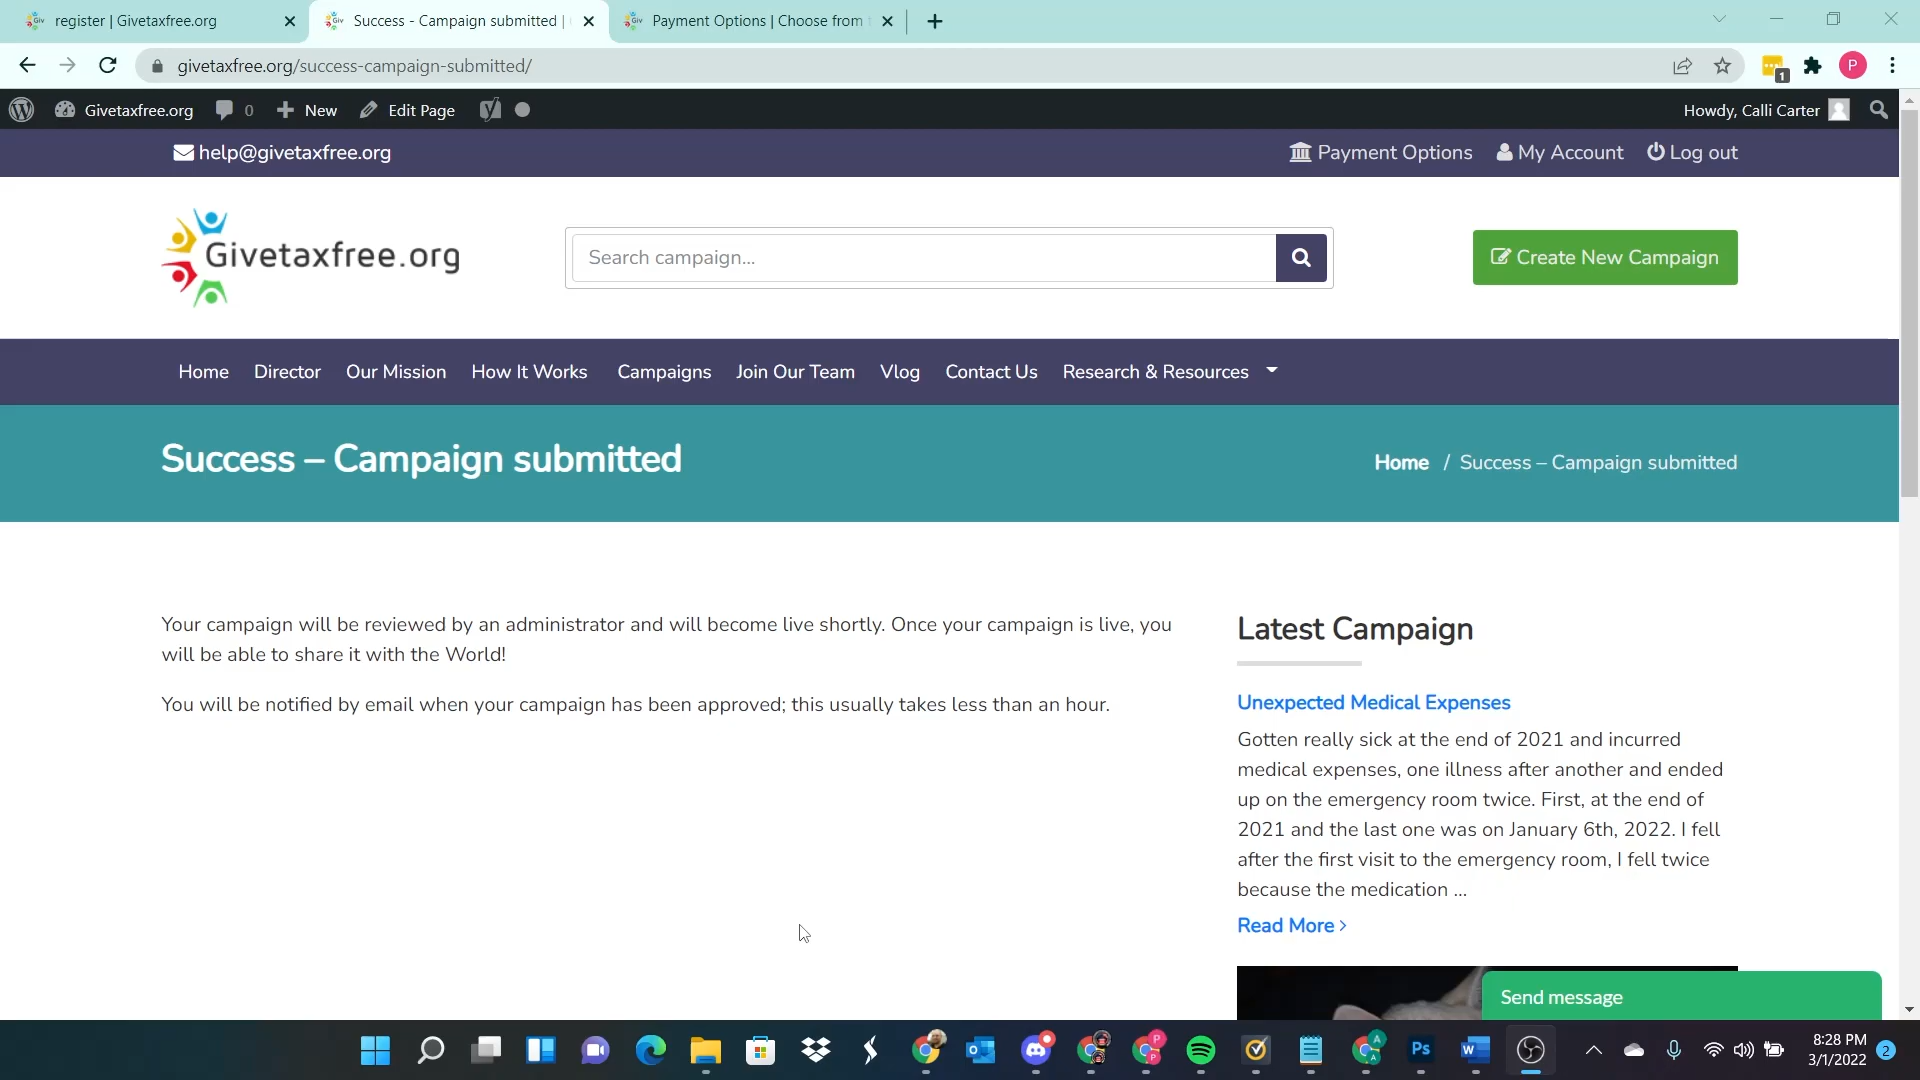 register | Givetaxfree.org
Success - Campaign submitted |
Payment Options | Choose from
givetaxfree.org/success-campaign-submitted/
1
P
Givetaxfree.org
0
New
Edit Page
Howdy, Calli Carter
help@givetaxfree.org
Payment Options
My Account
Log out
Givetaxfree.org
Search campaign...
Create New Campaign
Home
Director
Our Mission
How It Works
Campaigns
Join Our Team
Vlog
Contact Us
Research & Resources
Success – Campaign submitted
Home / Success – Campaign submitted
Your campaign will be reviewed by an administrator and will become live shortly. Once your campaign is live, you
will be able to share it with the World!
You will be notified by email when your campaign has been approved; this usually takes less than an hour.
Latest Campaign
Unexpected Medical Expenses
Gotten really sick at the end of 2021 and incurred
medical expenses, one illness after another and ended
up on the emergency room twice. First, at the end of
2021 and the last one was on January 6th, 2022. I fell
after the first visit to the emergency room, I fell twice
because the medication ...
Read More
Send message
8:28 PM
3/1/2022
2